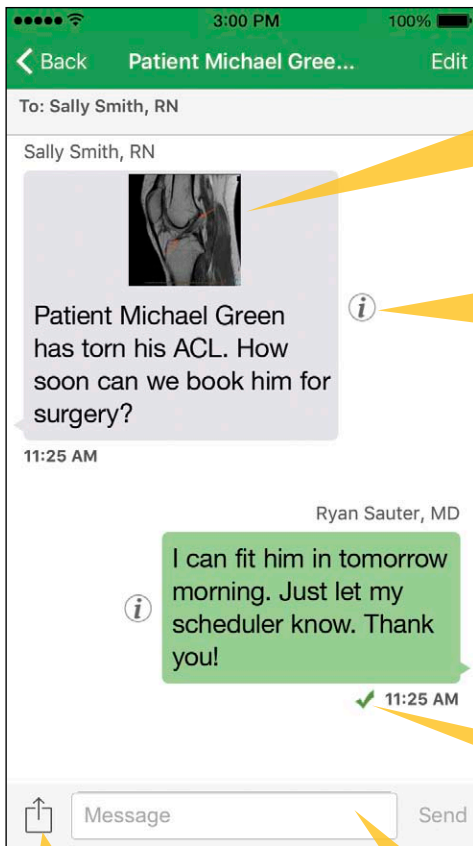 3:00 PM
100%
Back
Patient Michael Gree...
Edit
To: Sally Smith, RN
Sally Smith, RN
Patient Michael Green
has torn his ACL. How
soon can we book him for
surgery?
i
11:25 AM
Ryan Sauter, MD
I can fit him in tomorrow
morning. Just let my
scheduler know. Thank
you!
i
11:25 AM
Message
Send